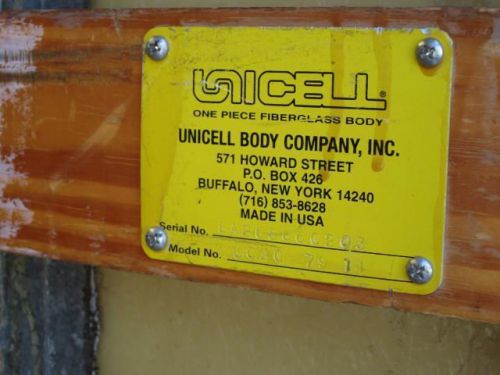 UNICELL®
ONE PIECE FIBERGLASS BODY
UNICELL BODY COMPANY, INC.
571 HOWARD STREET
P.O. BOX 426
BUFFALO, NEW YORK 14240
(716) 853-8628
MADE IN USA
Serial No.
Model No.